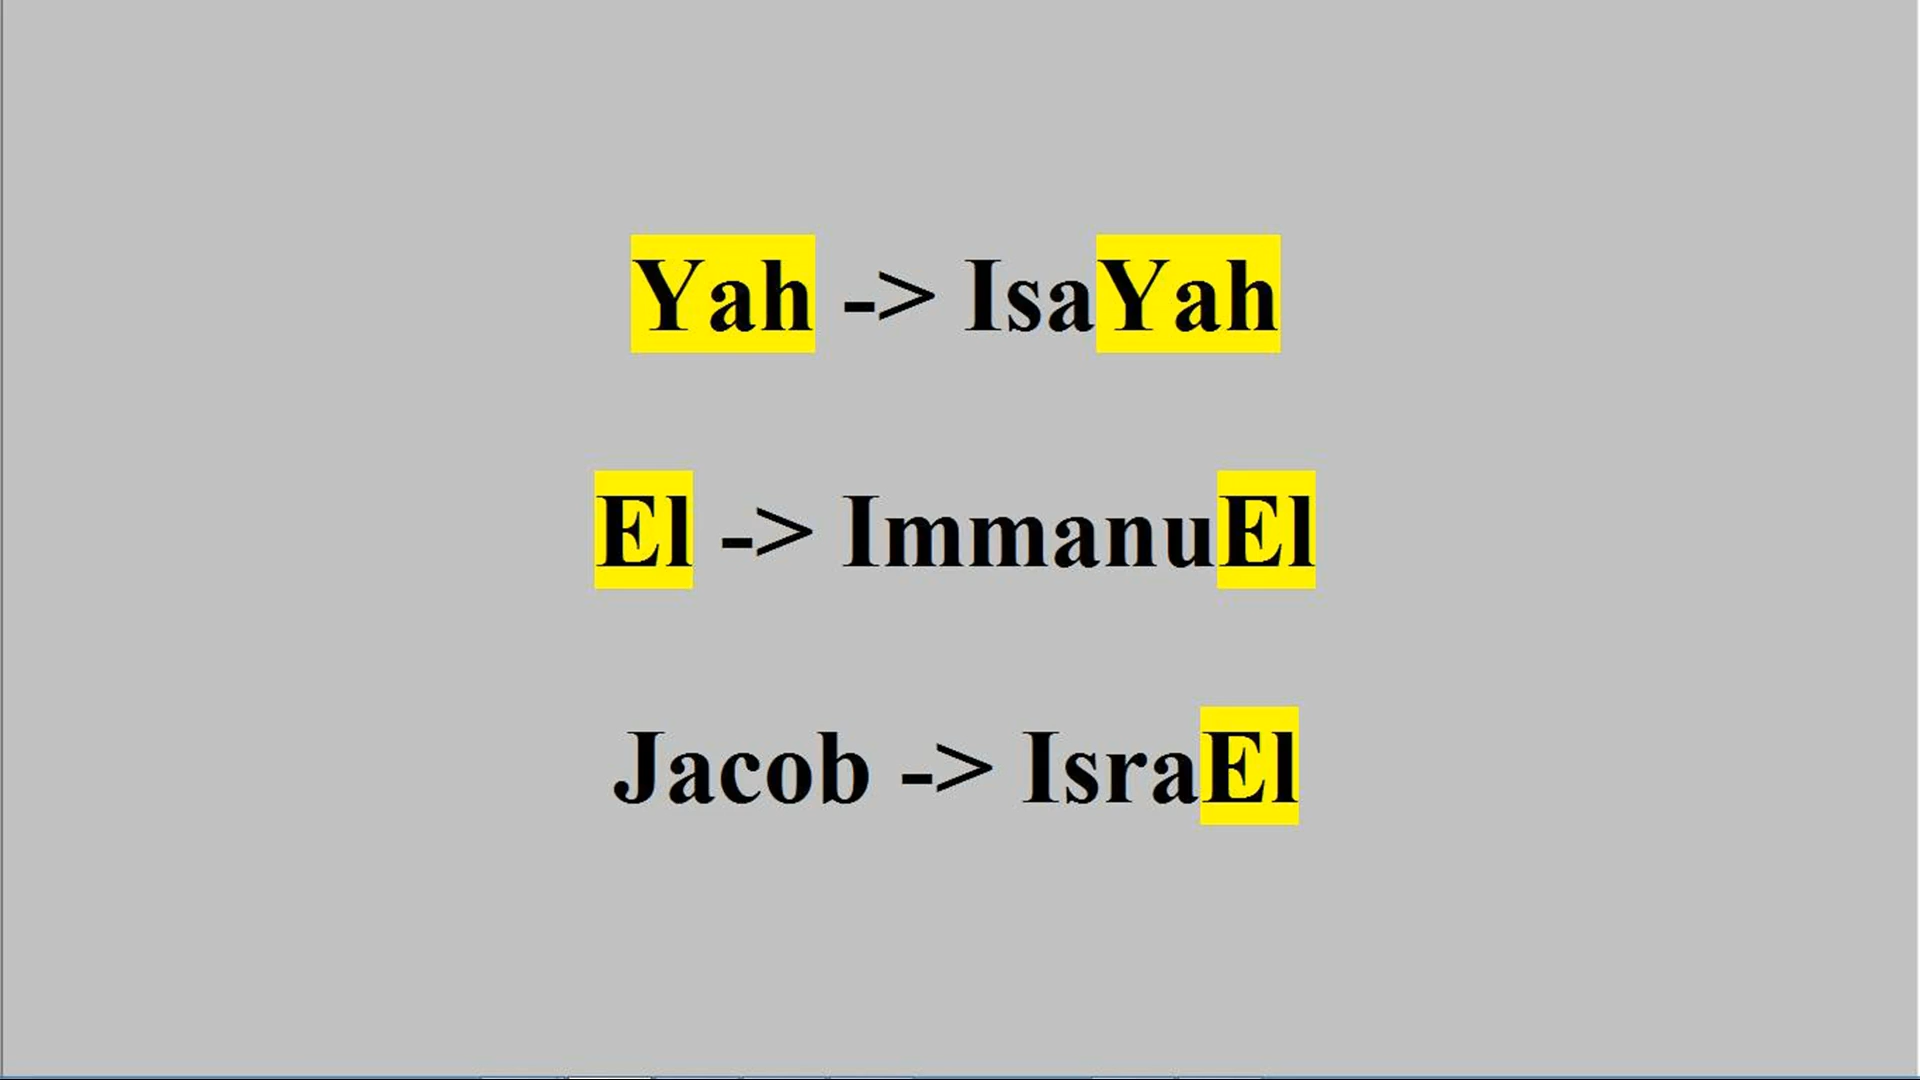 Yah -> IsaYah
El -> ImmanuEl
Jacob -> IsraEl